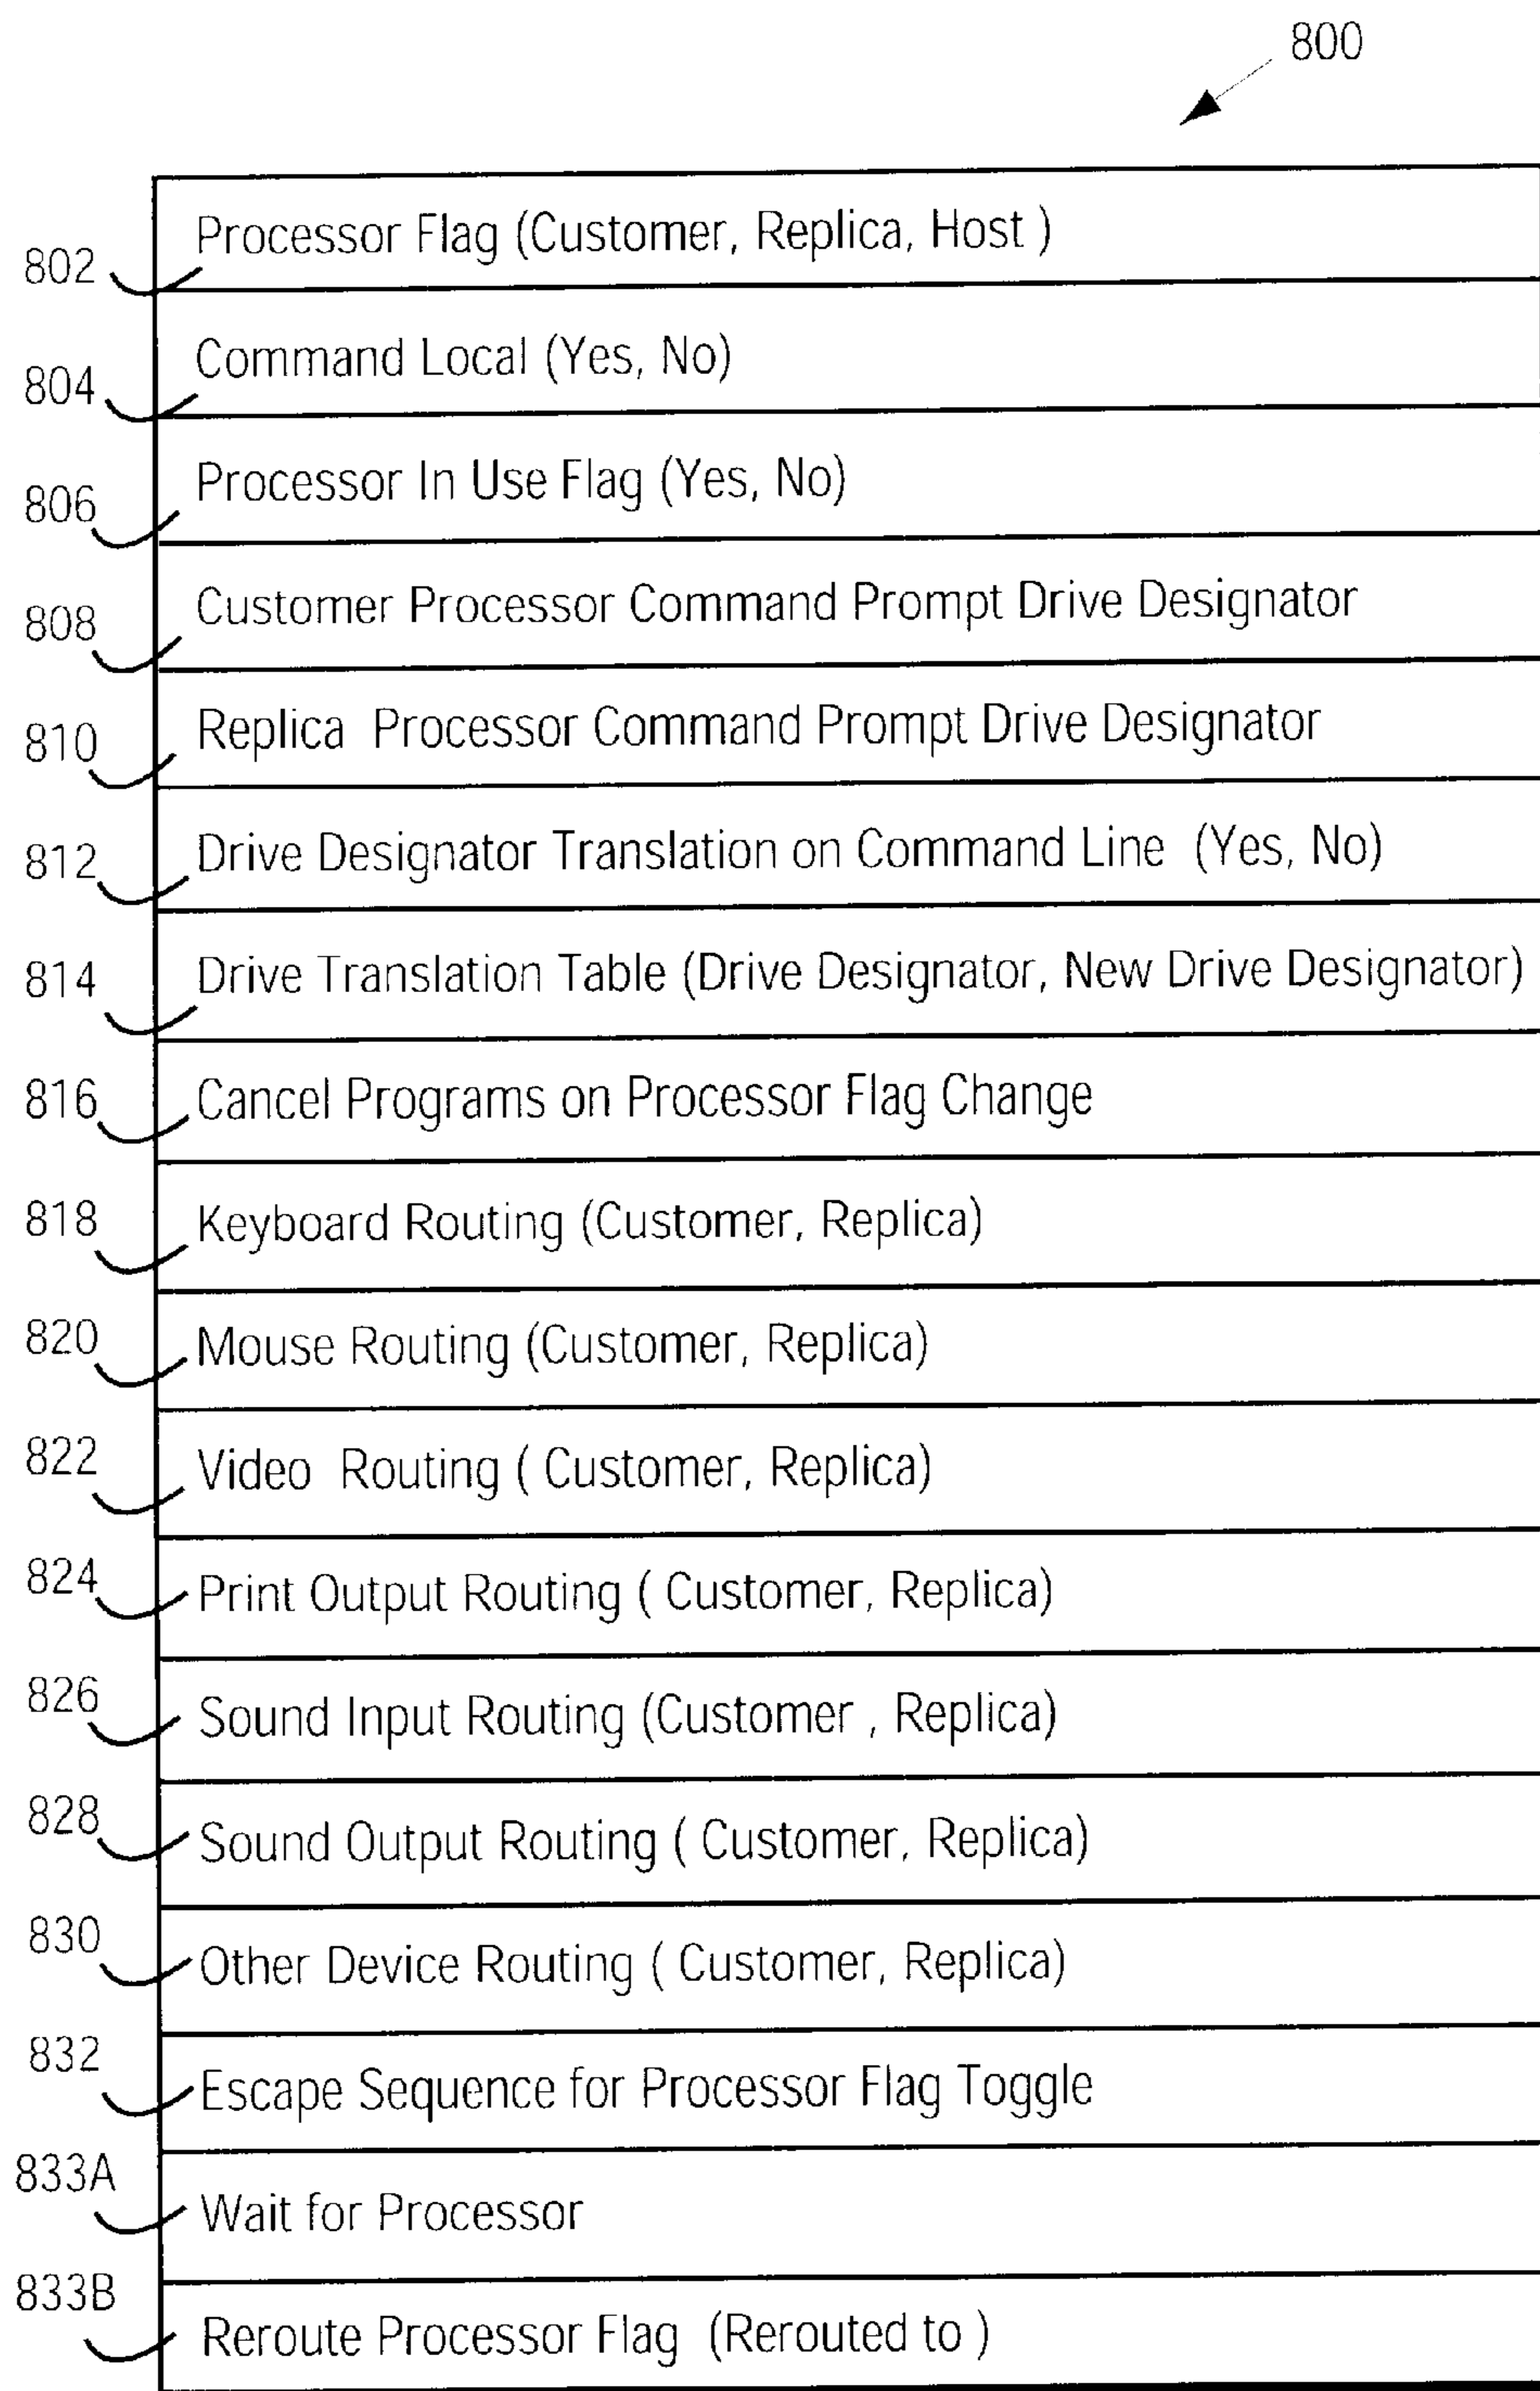 800
802 Processor Flag (Customer, Replica, Host )
804 Command Local (Yes, No)
806 Processor In Use Flag (Yes, No)
808 Customer Processor Command Prompt Drive Designator
810 Replica Processor Command Prompt Drive Designator
812 Drive Designator Translation on Command Line (Yes, No)
814 Drive Translation Table (Drive Designator, New Drive Designator)
816 Cancel Programs on Processor Flag Change
818 Keyboard Routing (Customer, Replica)
820 Mouse Routing (Customer, Replica)
822 Video Routing ( Customer, Replica)
824 Print Output Routing ( Customer, Replica)
826 Sound Input Routing (Customer , Replica)
828 Sound Output Routing ( Customer, Replica)
830 Other Device Routing ( Customer, Replica)
832 Escape Sequence for Processor Flag Toggle
833A Wait for Processor
833B Reroute Processor Flag (Rerouted to )